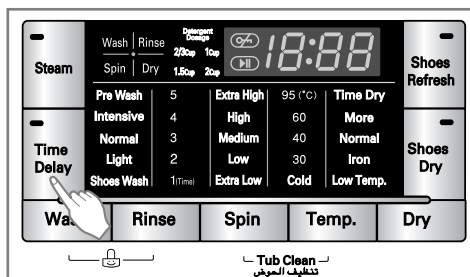 Steam
Time
Delay
Wash Rinse
Spin Dry
Detergent
Dosage
2/3cup 1cup
1.5cup 2cup
18:88
Pre Wash 5 Extra High 95 (°C) Time Dry
Intensive 4 High 60 More
Normal 3 Medium 40 Normal
Light 2 Low 30 Iron
Shoes Wash 1(Time) Extra Low Cold Low Temp.
Shoes
Refresh
Shoes
Dry
Rinse Spin Temp. Dry
Tub Clean
تنظيف الحوض